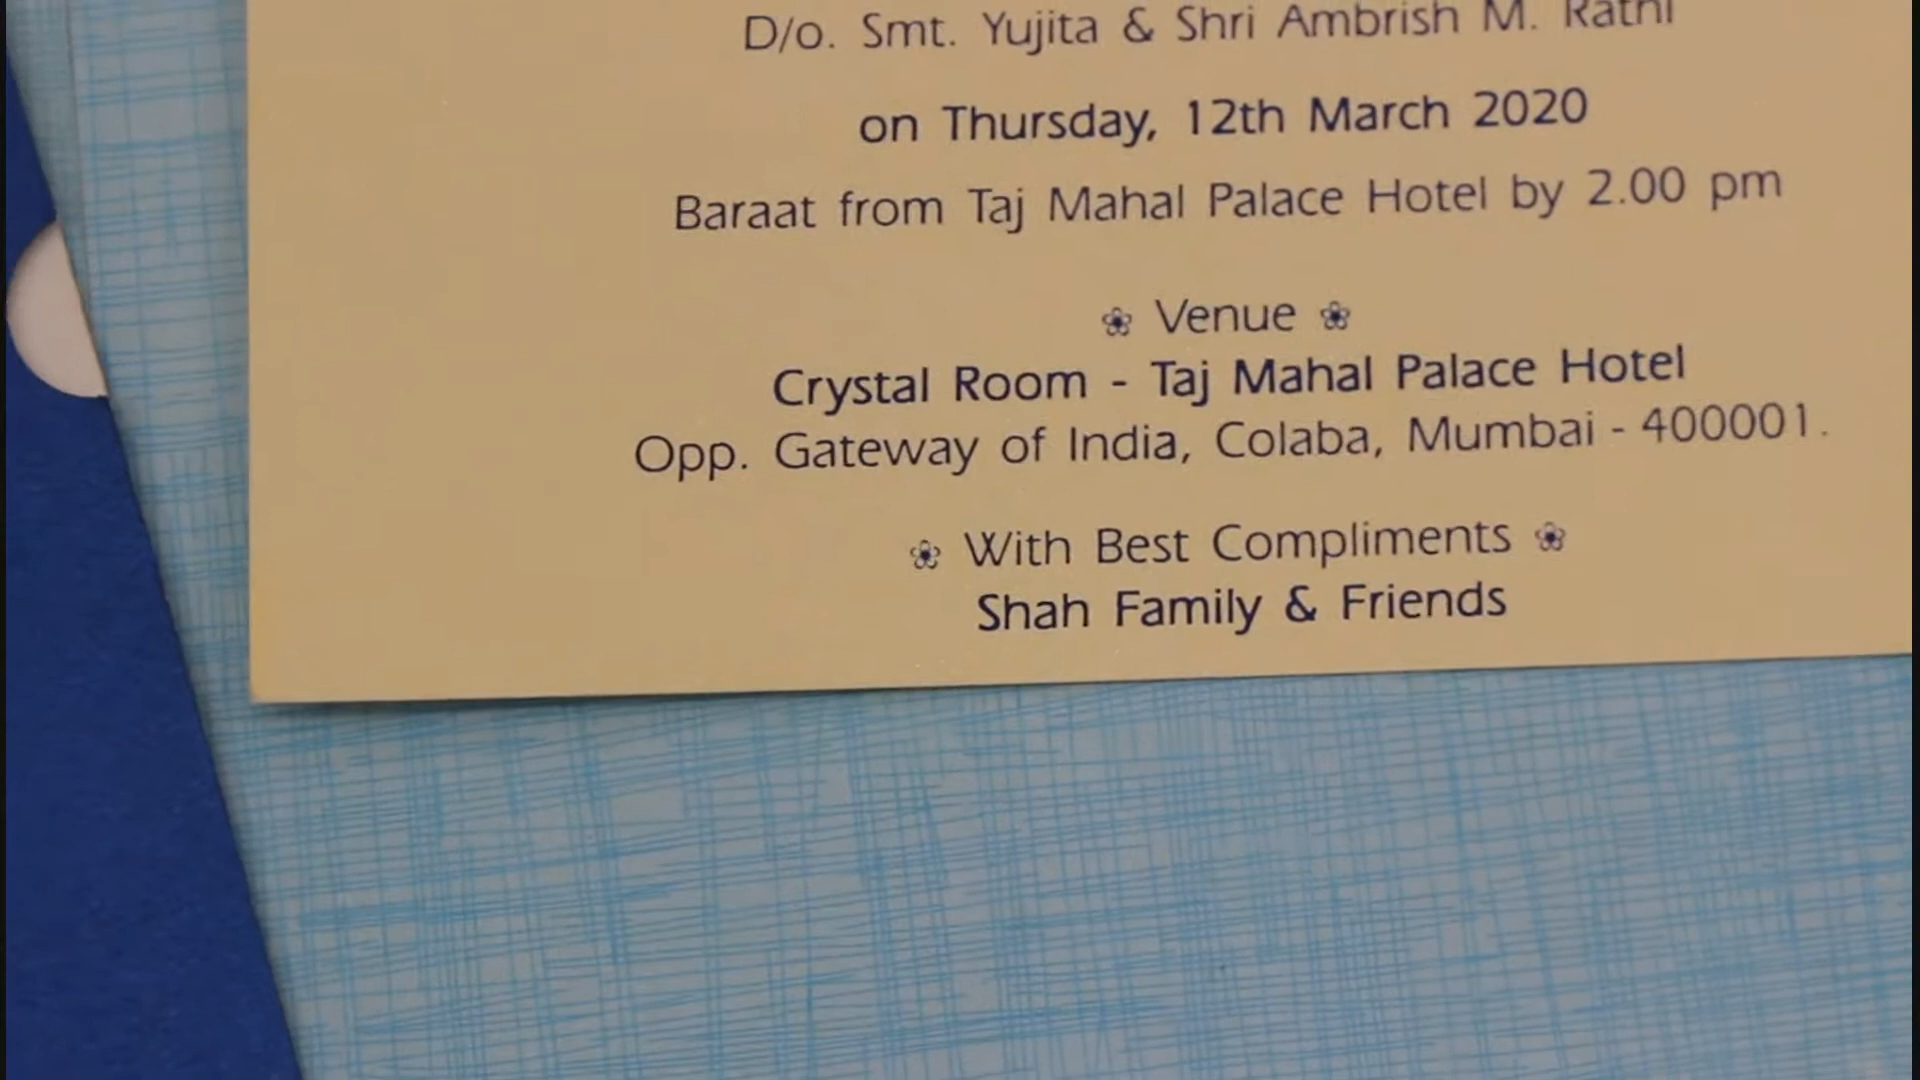 D/o. Smt. Yujita & Shri Ambrish M. Rathi
on Thursday, 12th March 2020
Baraat from Taj Mahal Palace Hotel by 2.00 pm
❀ Venue ❀
Crystal Room - Taj Mahal Palace Hotel
Opp. Gateway of India, Colaba, Mumbai - 400001.
❀ With Best Compliments ❀
Shah Family & Friends